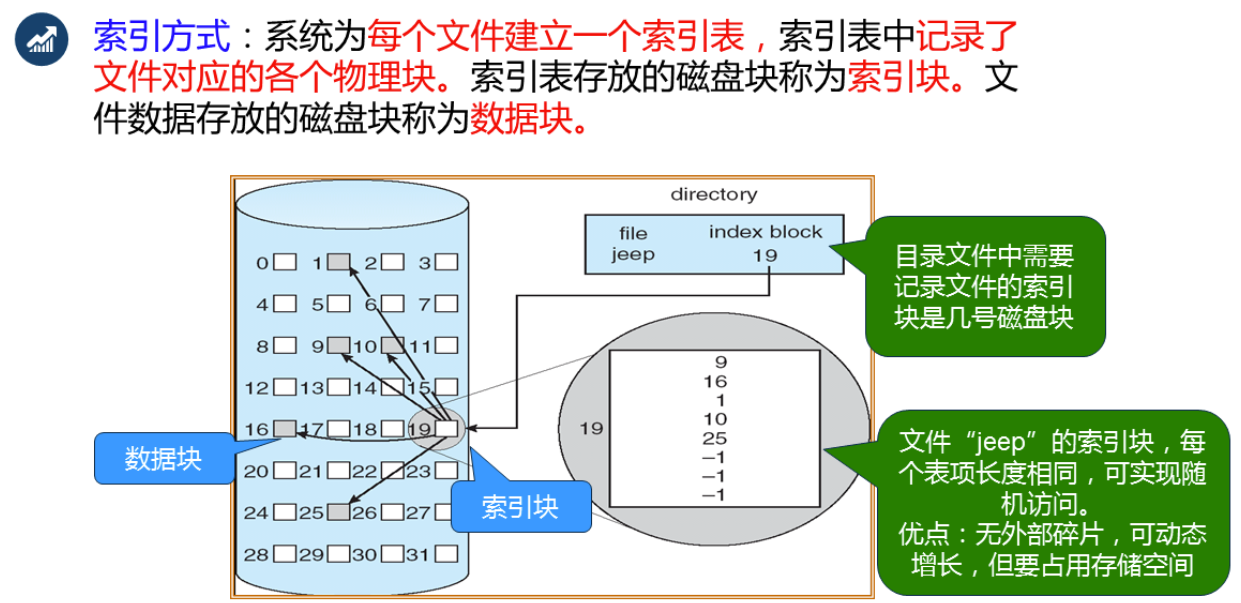 索引方式：系统为每个文件建立一个索引表，索引表中记录了
文件对应的各个物理块。索引表存放的磁盘块称为索引块。文
件数据存放的磁盘块称为数据块。
directory
file index block
jeep 19
目录文件中需要
记录文件的索引
块是几号磁盘块
0 1 2 3
4 5 6 7
8 9 10 11
12 13 14 15
16 17 18 19
20 21 22 23
24 25 26 27
28 29 30 31
数据块
索引块
19
9
16
1
10
25
–1
–1
–1
文件“jeep”的索引块，每
个表项长度相同，可实现随
机访问。
优点：无外部碎片，可动态
增长，但要占用存储空间